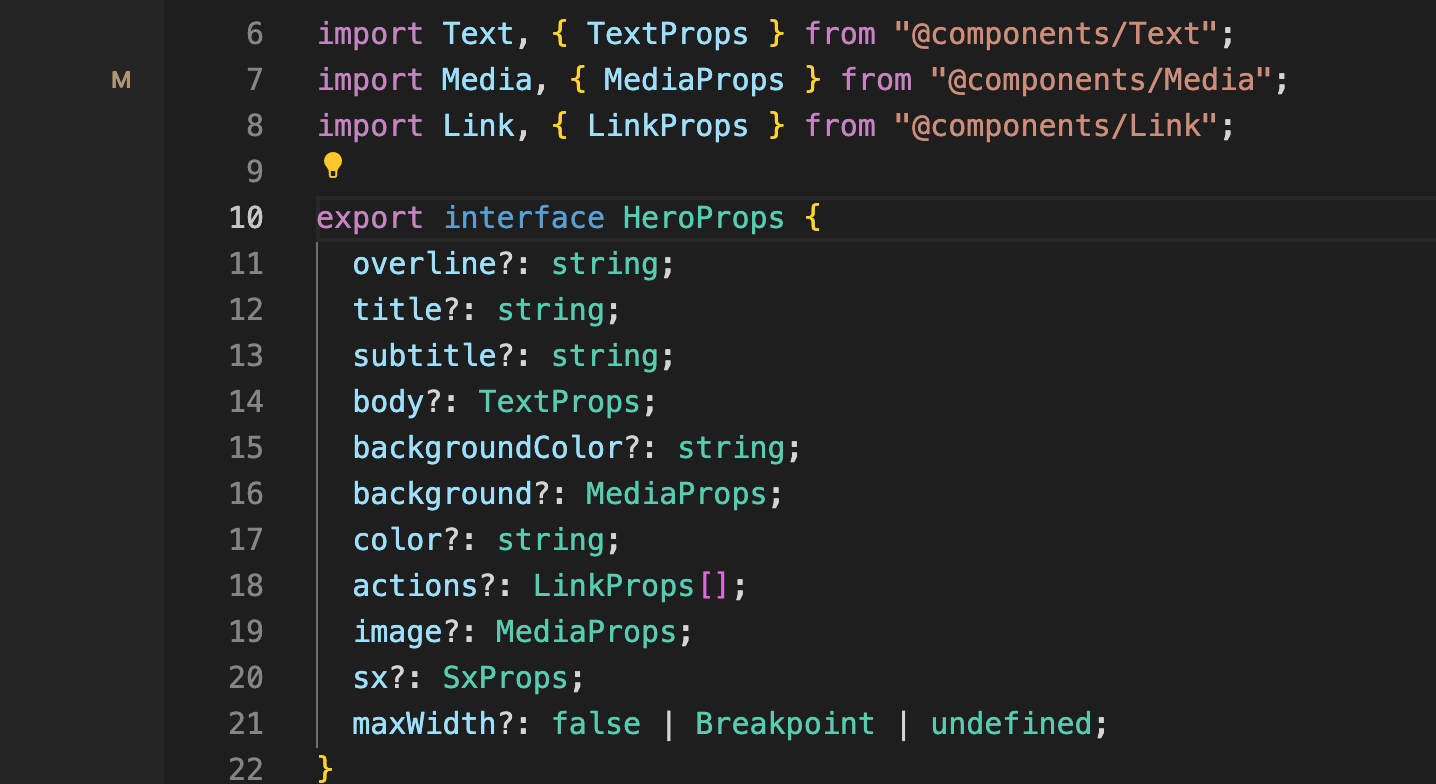 6 import Text, { TextProps } from "@components/Text";
M 7 import Media, { MediaProps } from "@components/Media";
8 import Link, { LinkProps } from "@components/Link";
9
10 export interface HeroProps {
11   overline?: string;
12   title?: string;
13   subtitle?: string;
14   body?: TextProps;
15   backgroundColor?: string;
16   background?: MediaProps;
17   color?: string;
18   actions?: LinkProps[];
19   image?: MediaProps;
20   sx?: SxProps;
21   maxWidth?: false | Breakpoint | undefined;
22 }